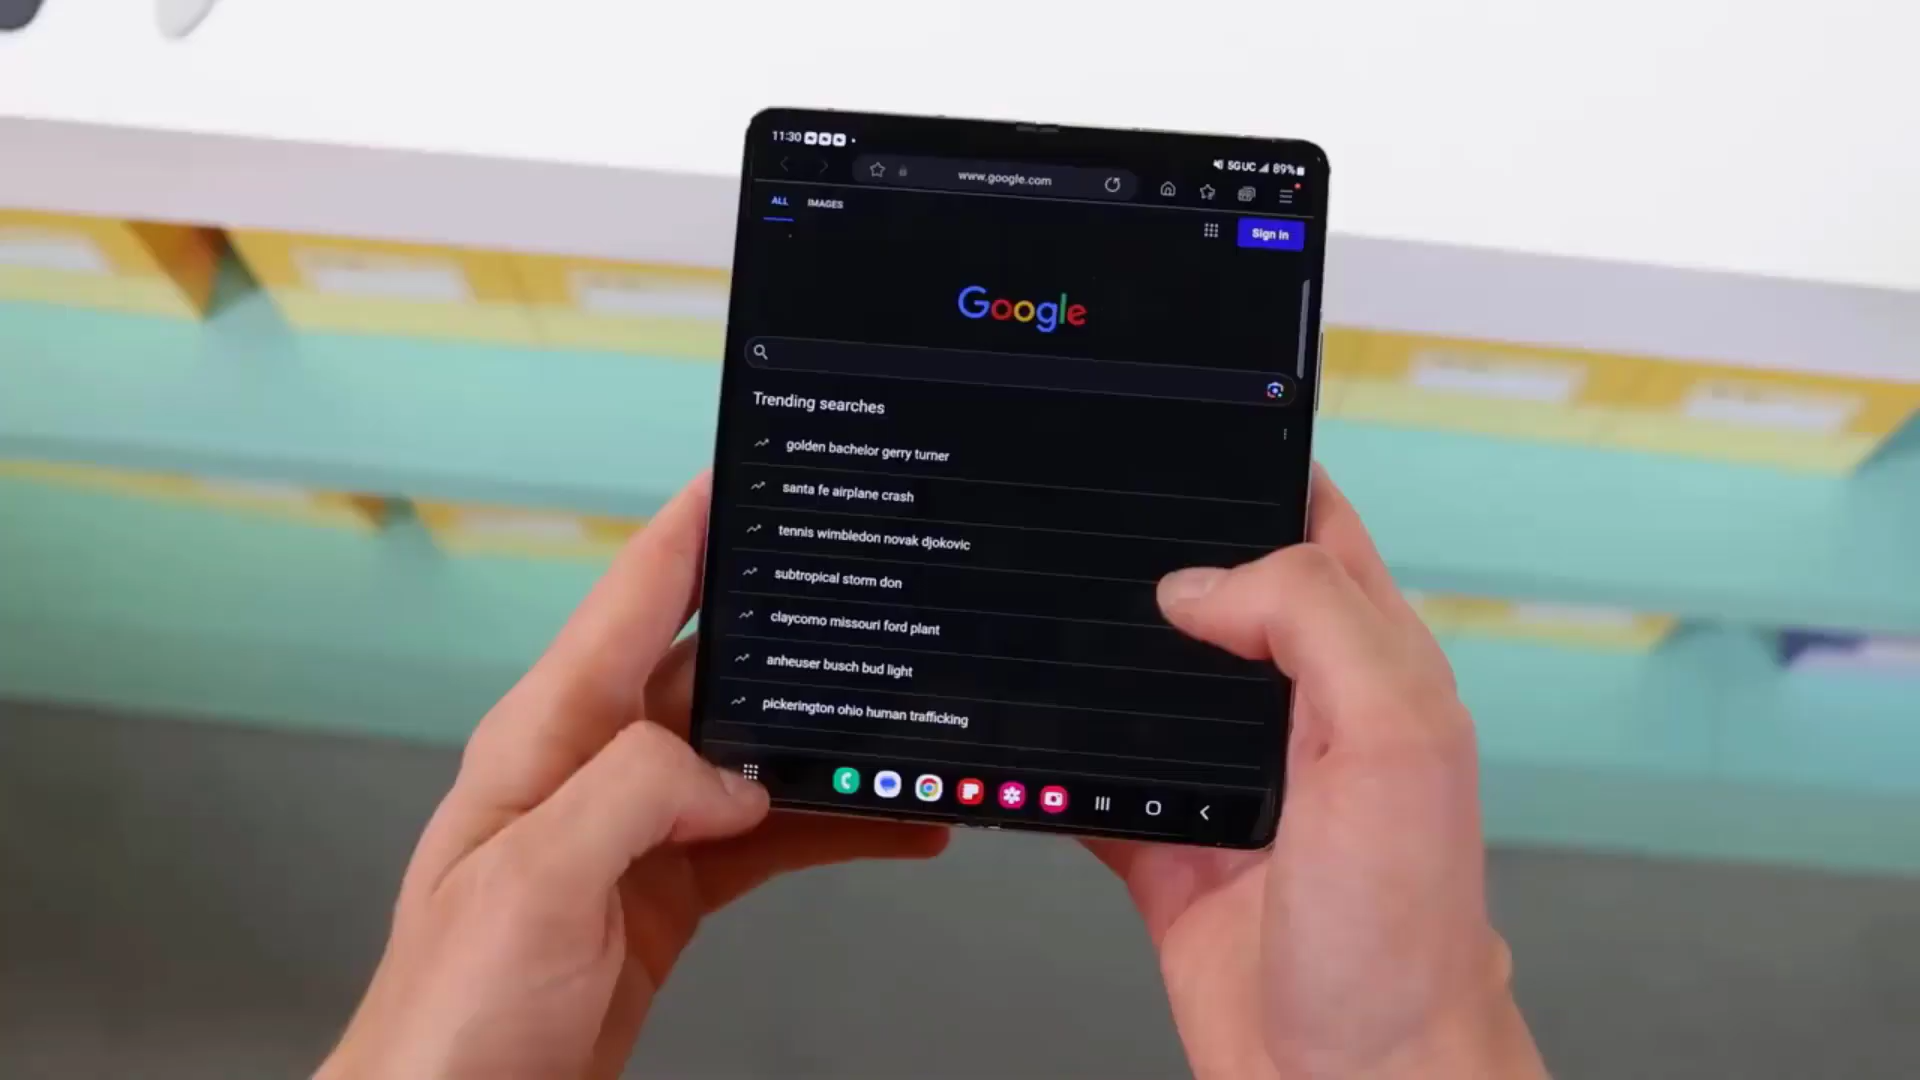 11:30
5G UC 89%
www.google.com
ALL IMAGES
Sign in
Google
Trending searches
golden bachelor gerry turner
santa fe airplane crash
tennis wimbledon novak djokovic
subtropical storm don
claycomo missouri ford plant
anheuser busch bud light
pickerington ohio human trafficking